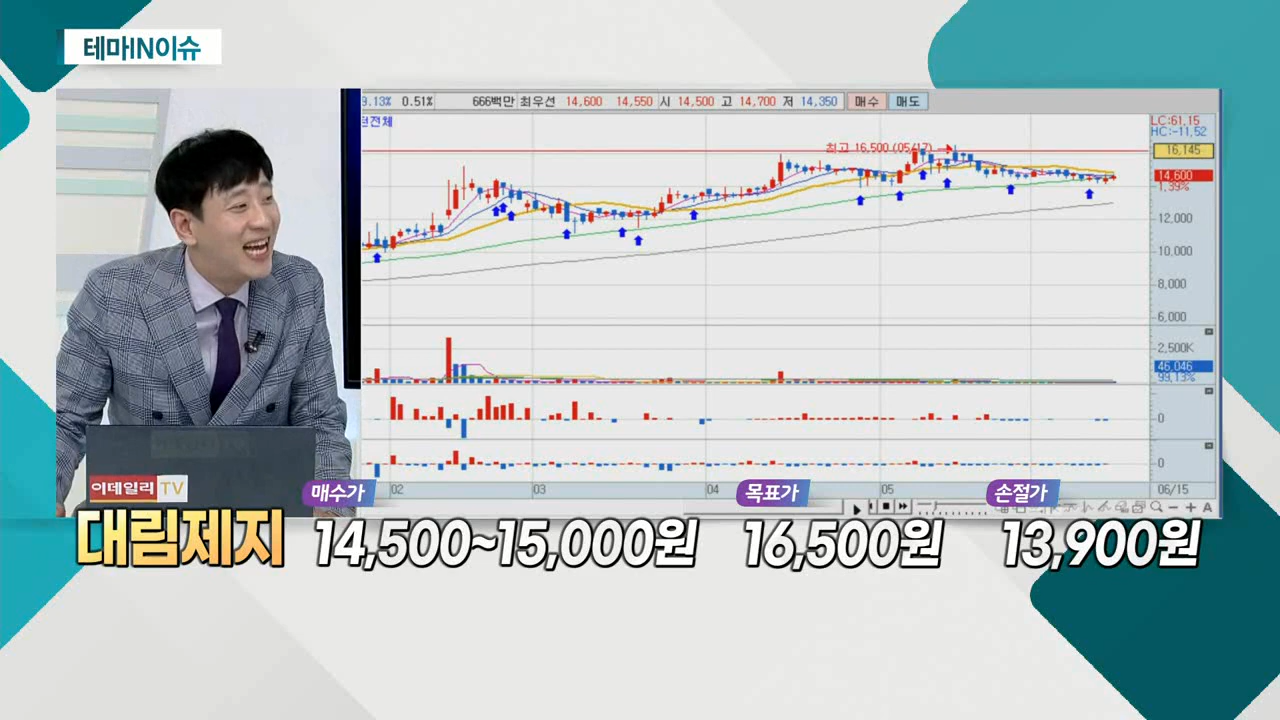 테마IN이슈
9.13% 0.51% 666백만 최우선 14,600 14,550 시 14,500 고 14,700 저 14,350 매수 매도
전체
LC:61,15
HC:-11,52
최고 16,500 (05/17) →
16,145
14,600
1,39%
12,000
10,000
8,000
6,000
2,500K
46,046
99,13%
0
0
02 03 04 05 06/15
이데일리 TV
매수가 목표가 손절가
대림제지 14,500~15,000원 16,500원 13,900원